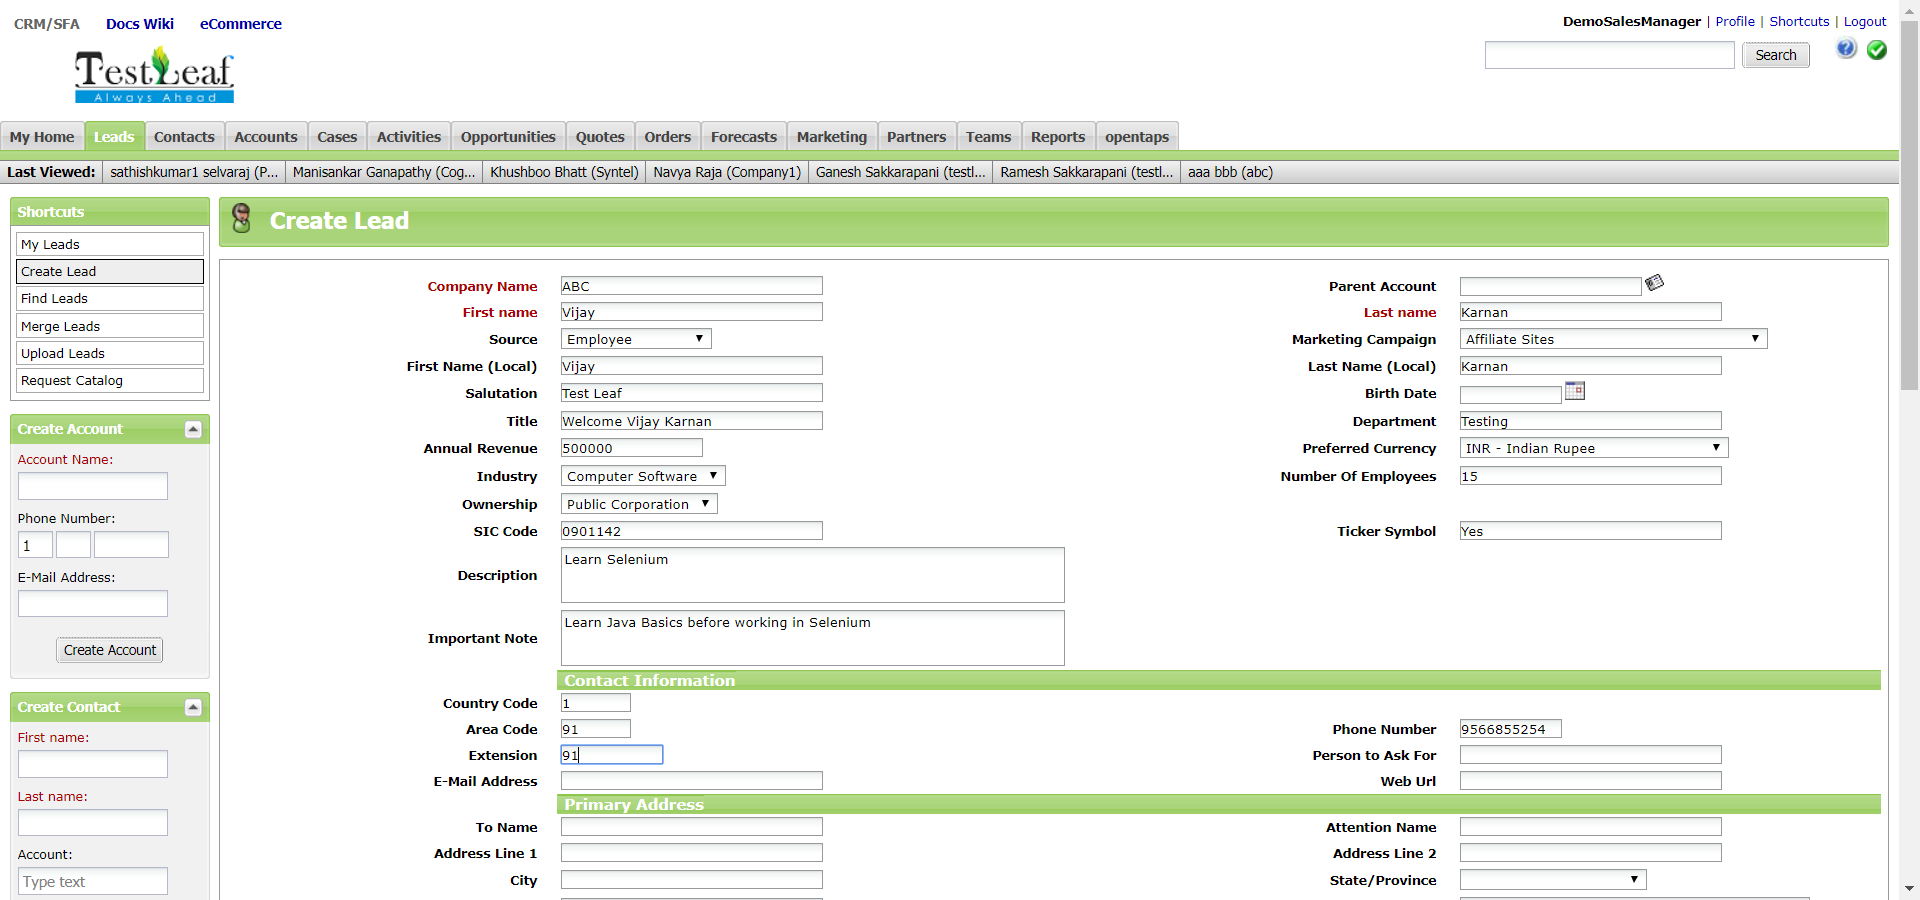 CRM/SFA Docs Wiki eCommerce
DemoSalesManager | Profile | Shortcuts | Logout
TestLeaf
Always Ahead
Search
My Home Leads Contacts Accounts Cases Activities Opportunities Quotes Orders Forecasts Marketing Partners Teams Reports opentaps
Last Viewed: sathishkumar1 selvaraj (P... Manisankar Ganapathy (Cog... Khushboo Bhatt (Syntel) Navya Raja (Company1) Ganesh Sakkarapani (testl... Ramesh Sakkarapani (testl... aaa bbb (abc)
Shortcuts
My Leads
Create Lead
Find Leads
Merge Leads
Upload Leads
Request Catalog
Create Account
Account Name:
Phone Number:
1
E-Mail Address:
Create Account
Create Contact
First name:
Last name:
Account:
Type text
Create Lead
Company Name ABC Parent Account
First name Vijay Last name Karnan
Source Employee Marketing Campaign Affiliate Sites
First Name (Local) Vijay Last Name (Local) Karnan
Salutation Test Leaf Birth Date
Title Welcome Vijay Karnan Department Testing
Annual Revenue 500000 Preferred Currency INR - Indian Rupee
Industry Computer Software Number Of Employees 15
Ownership Public Corporation
SIC Code 0901142 Ticker Symbol Yes
Description Learn Selenium
Important Note Learn Java Basics before working in Selenium
Contact Information
Country Code 1
Area Code 91 Phone Number 9566855254
Extension 91 Person to Ask For
E-Mail Address Web Url
Primary Address
To Name Attention Name
Address Line 1 Address Line 2
City State/Province